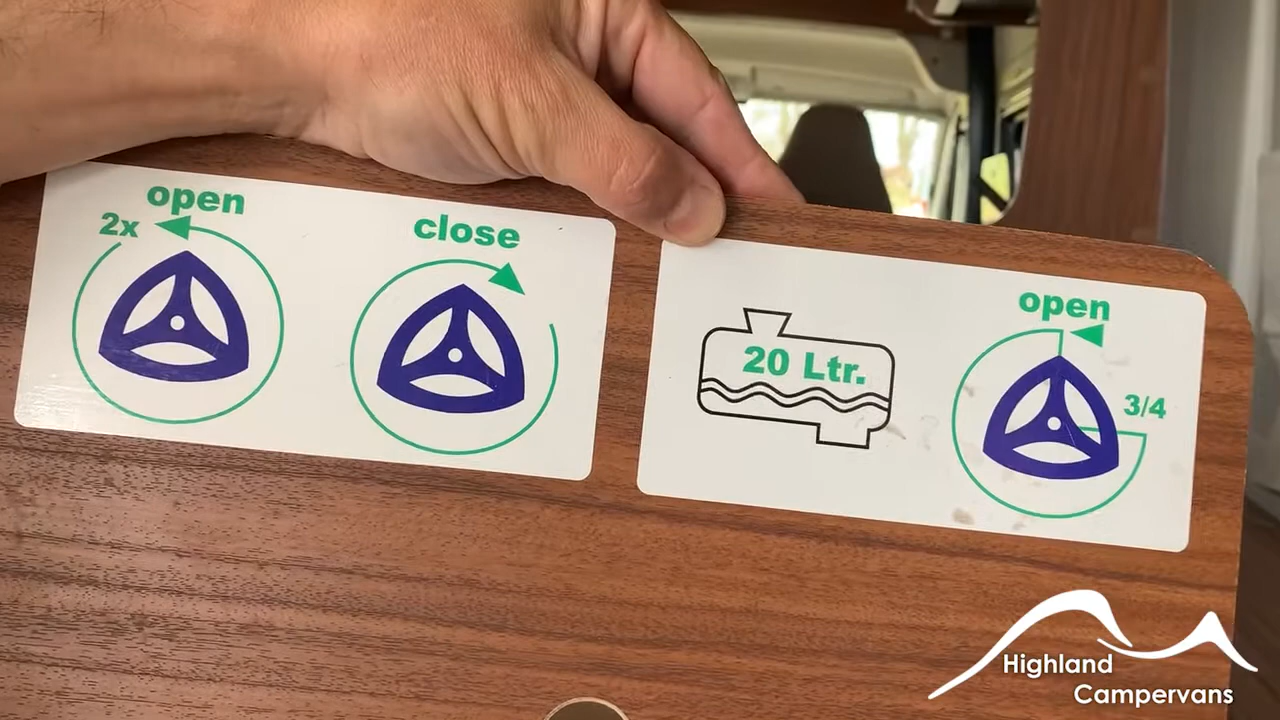 open
2x
close
20 Ltr.
open
3/4
Highland
Campervans